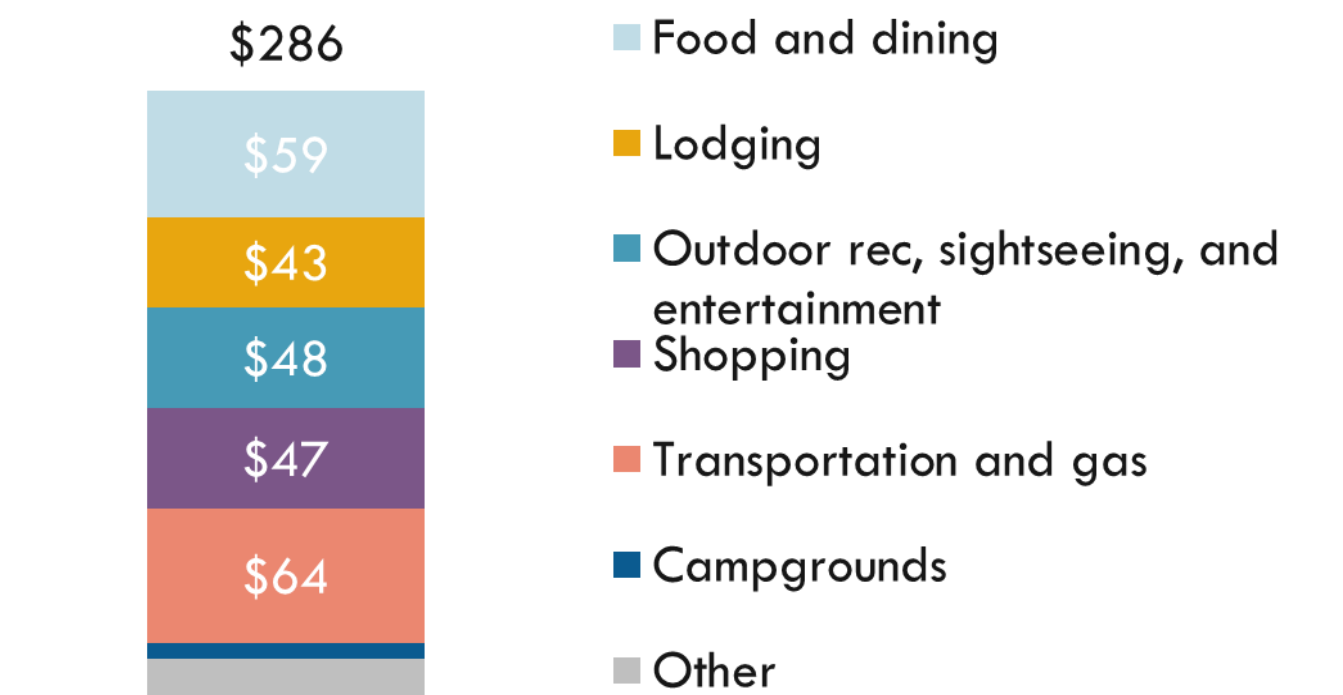 $286
$59
$43
$48
$47
$64
Food and dining
Lodging
Outdoor rec, sightseeing, and
entertainment
Shopping
Transportation and gas
Campgrounds
Other